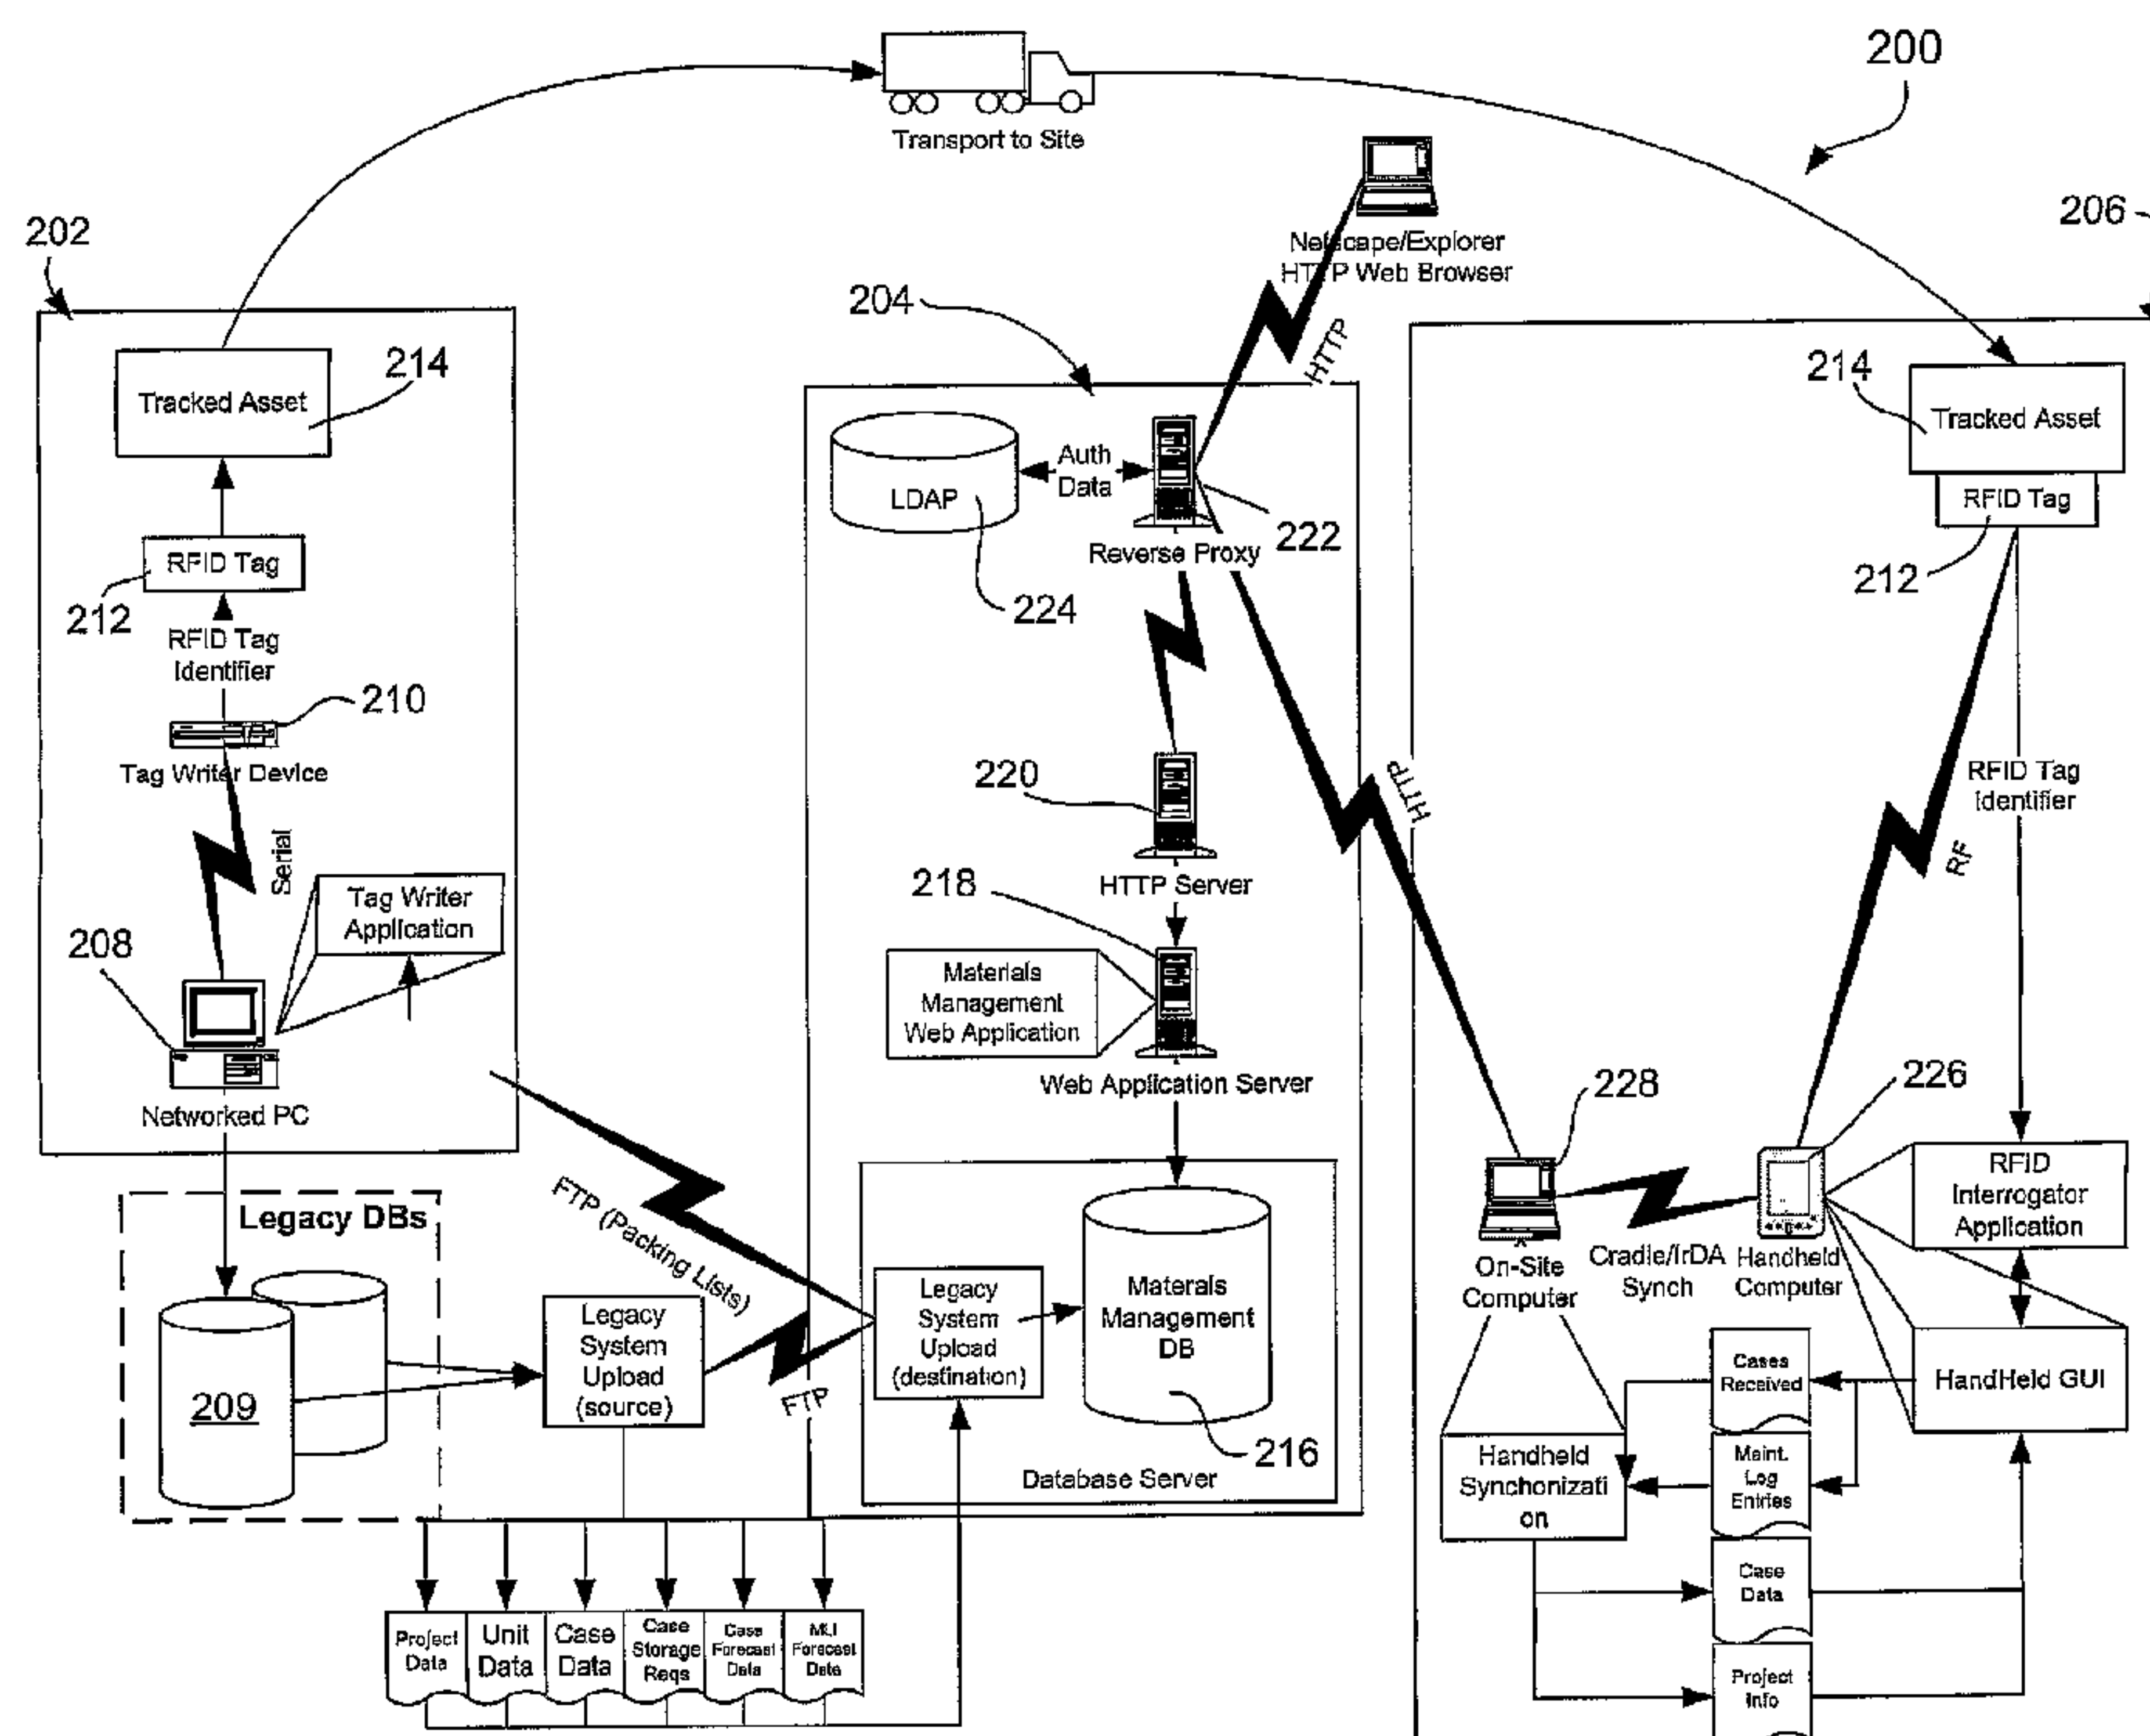 200
Transport to Site
Netscape/Explorer
HTTP Web Browser
HTTP
206
202
Tracked Asset
214
RFID Tag
212
RFID Tag
Identifier
210
Tag Writer Device
Serial
Tag Writer
Application
208
Networked PC
Legacy DBs
209
Legacy
System
Upload
(source)
FTP (Packing Lists)
FTP
Project
Data
Unit
Data
Case
Data
Case
Storage
Reqs
Case
Forecast
Data
MLI
Forecast
Data
204
LDAP
224
Auth
Data
222
Reverse Proxy
220
HTTP Server
218
Materials
Management
Web Application
Web Application Server
Legacy
System
Upload
(destination)
Materals
Management
DB
216
Database Server
HTTP
214
Tracked Asset
RFID Tag
212
RFID Tag
Identifier
RF
228
On-Site
Computer
Cradle/IrDA
Synch
226
Handheld
Computer
RFID
Interrogator
Application
HandHeld GUI
Cases
Received
Maint.
Log
Entries
Case
Data
Project
Info
Handheld
Synchonizati
on